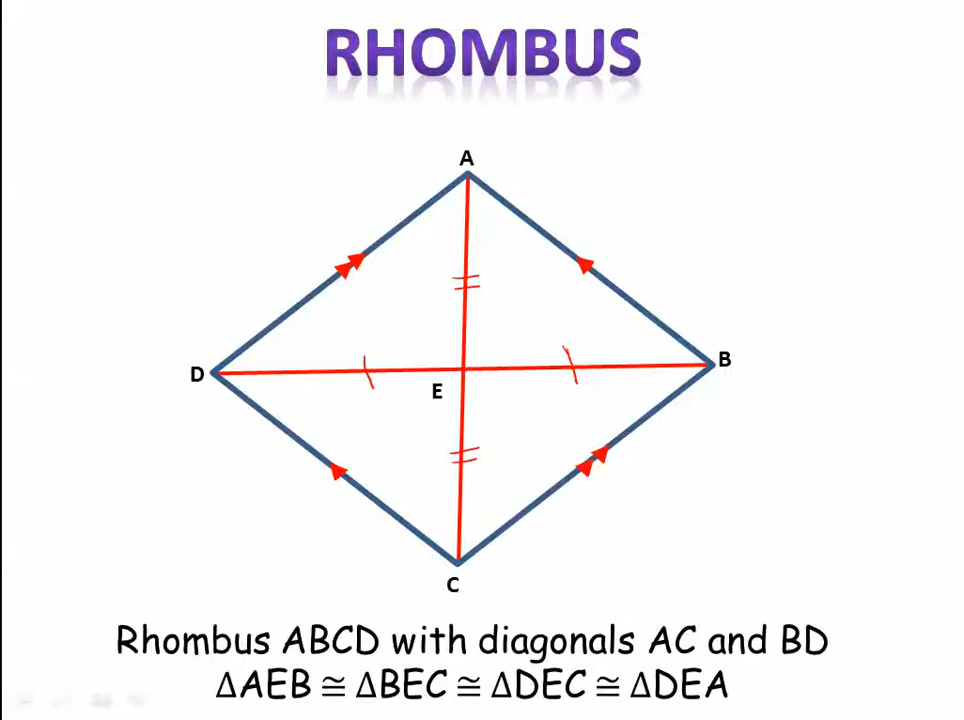 RHOMBUS
A
D
B
E
C
Rhombus ABCD with diagonals AC and BD
ΔAEB ≅ ΔBEC ≅ ΔDEC ≅ ΔDEA